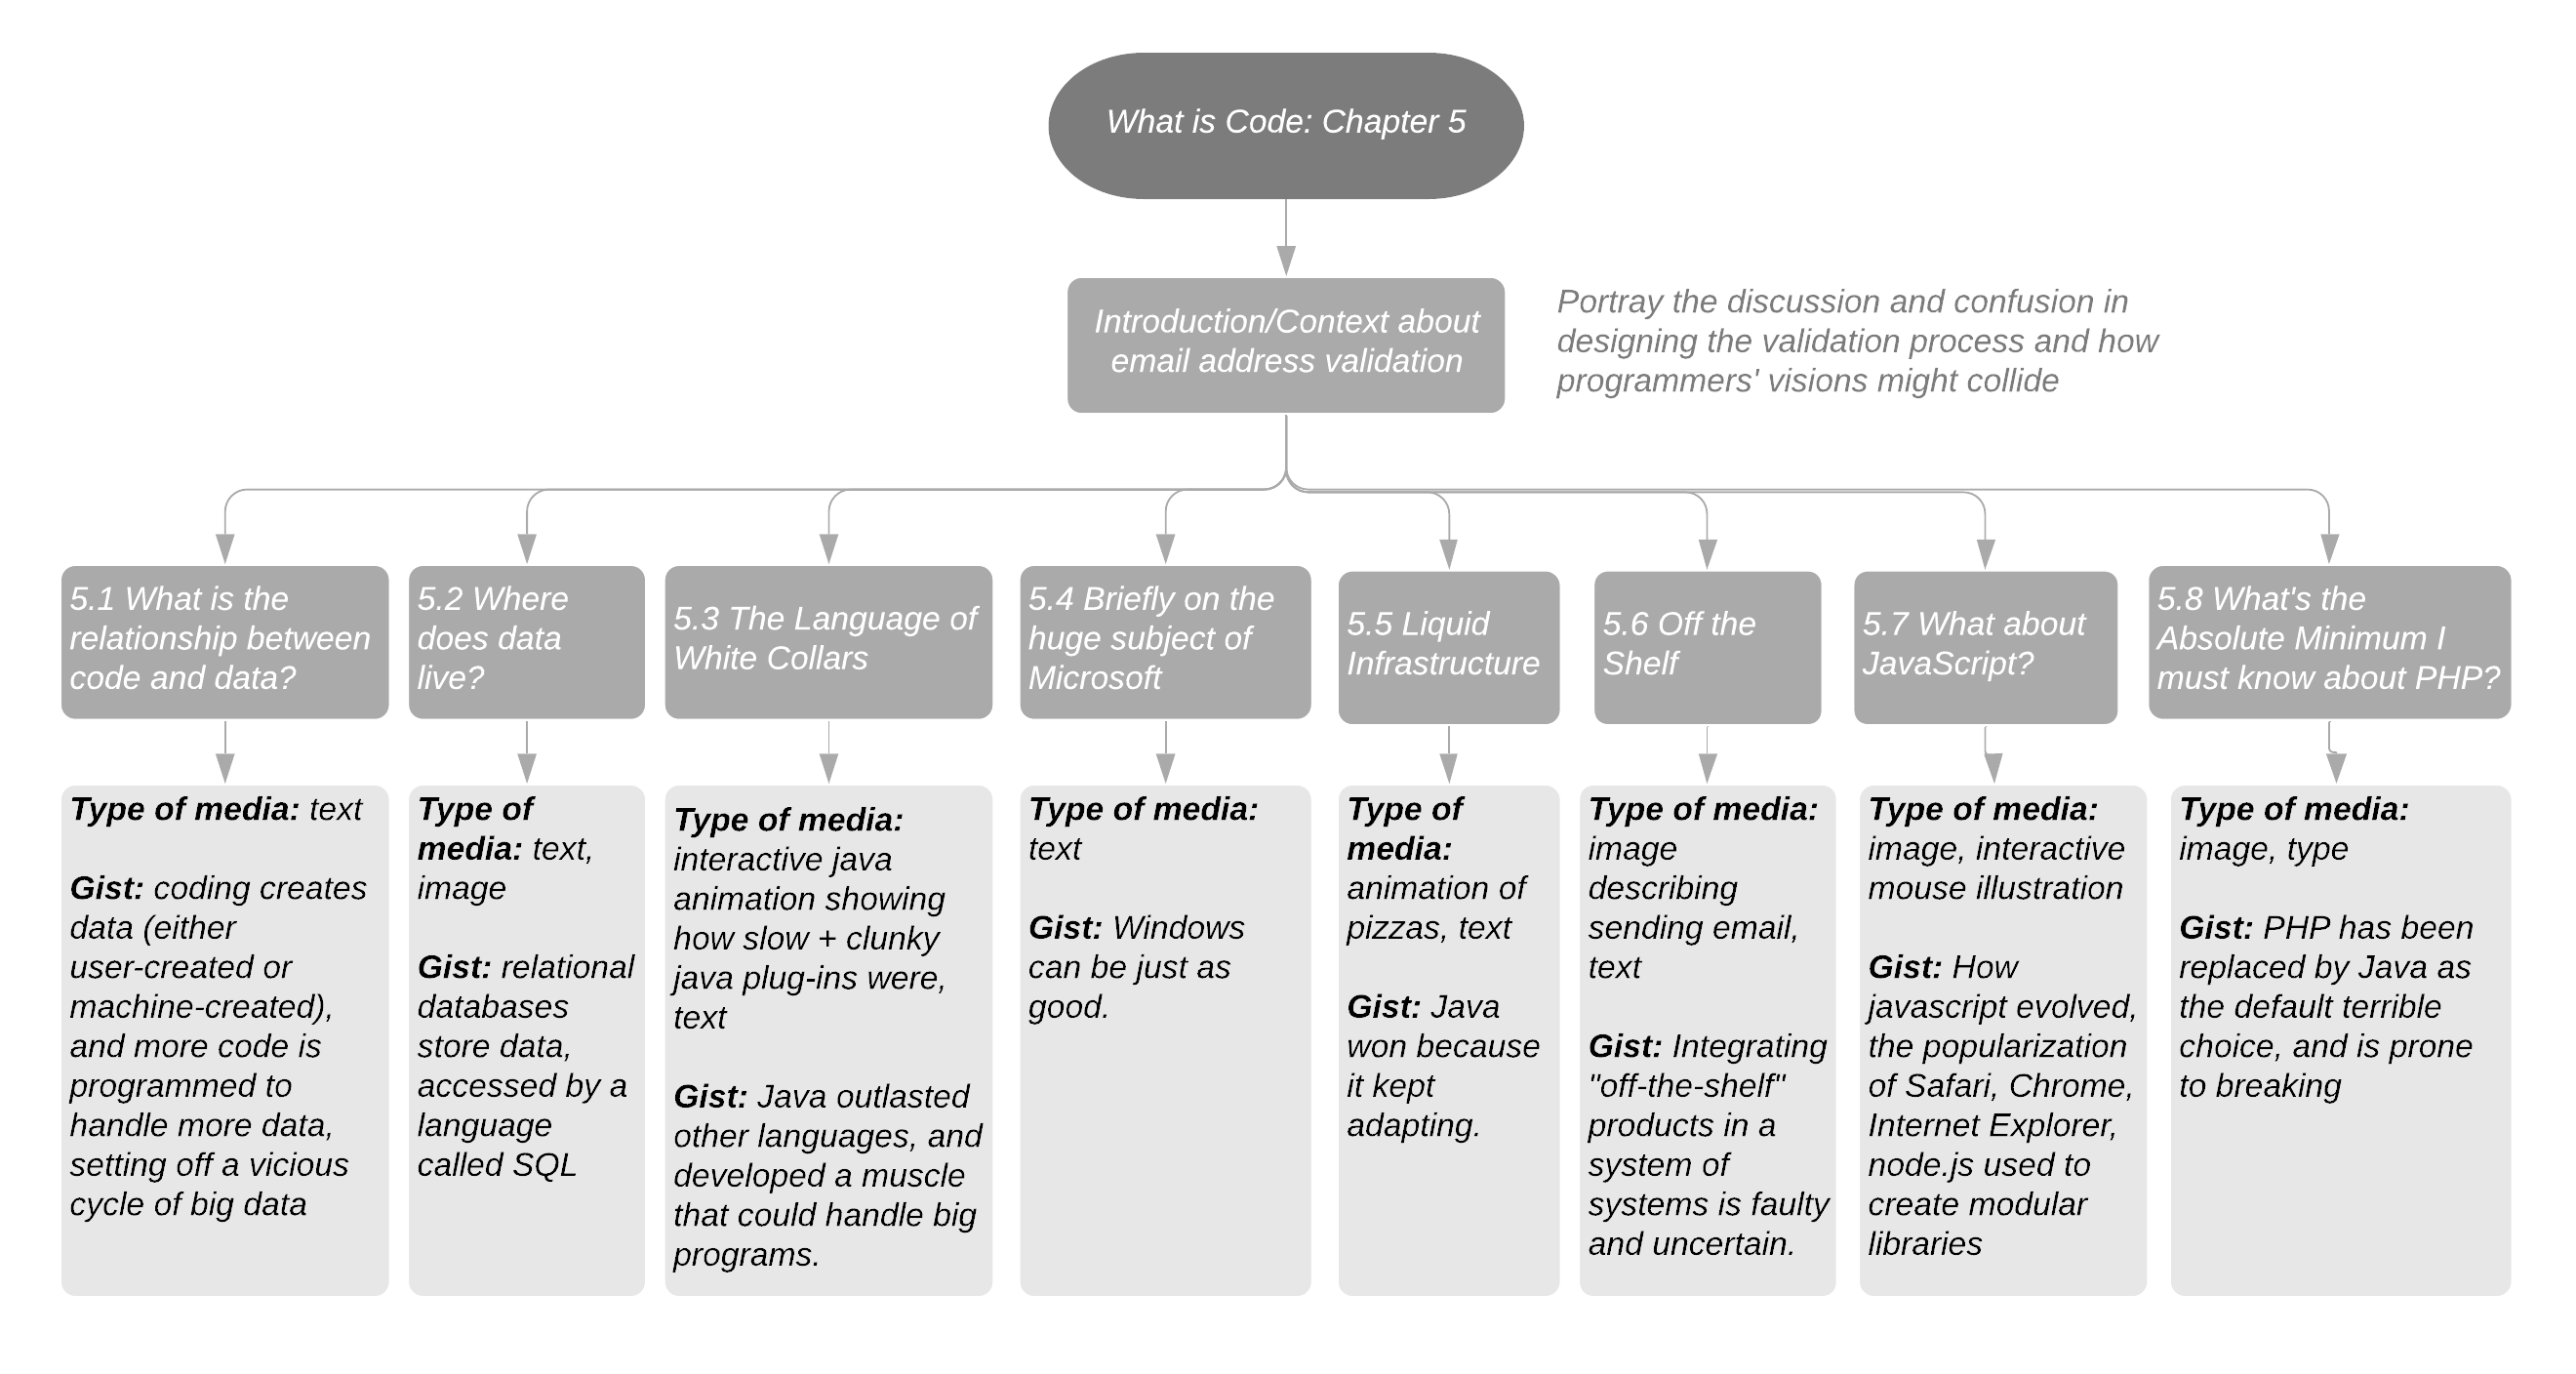 What is Code: Chapter 5
Introduction/Context about
email address validation
Portray the discussion and confusion in
designing the validation process and how
programmers' visions might collide
5.1 What is the
relationship between
code and data?
5.2 Where
does data
live?
5.3 The Language of
White Collars
5.4 Briefly on the
huge subject of
Microsoft
5.5 Liquid
Infrastructure
5.6 Off the
Shelf
5.7 What about
JavaScript?
5.8 What's the
Absolute Minimum I
must know about PHP?
Type of media: text
Gist: coding creates
data (either
user-created or
machine-created),
and more code is
programmed to
handle more data,
setting off a vicious
cycle of big data
Type of
media: text,
image
Gist: relational
databases
store data,
accessed by a
language
called SQL
Type of media:
interactive java
animation showing
how slow + clunky
java plug-ins were,
text
Gist: Java outlasted
other languages, and
developed a muscle
that could handle big
programs.
Type of media:
text
Gist: Windows
can be just as
good.
Type of
media:
animation of
pizzas, text
Gist: Java
won because
it kept
adapting.
Type of media:
image
describing
sending email,
text
Gist: Integrating
"off-the-shelf"
products in a
system of
systems is faulty
and uncertain.
Type of media:
image, interactive
mouse illustration
Gist: How
javascript evolved,
the popularization
of Safari, Chrome,
Internet Explorer,
node.js used to
create modular
libraries
Type of media:
image, type
Gist: PHP has been
replaced by Java as
the default terrible
choice, and is prone
to breaking